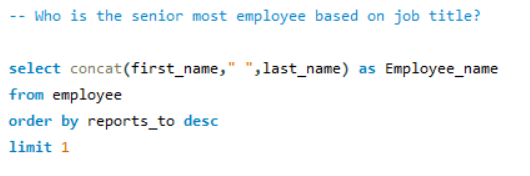 -- Who is the senior most employee based on job title?
select concat(first_name," ",last_name) as Employee_name
from employee
order by reports_to desc
limit 1